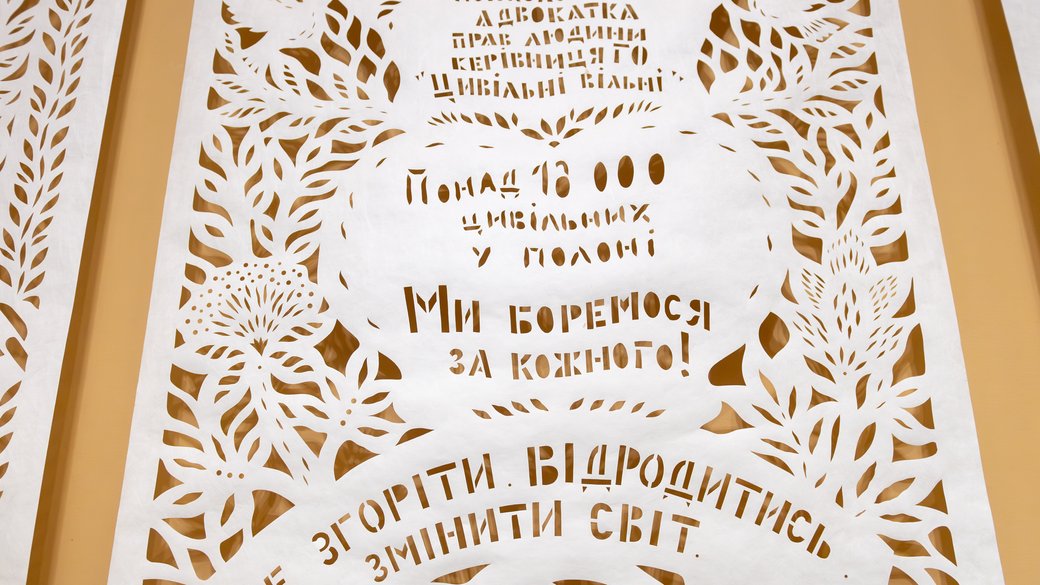 АДВОКАТКА
ПРАВ ЛЮДИНИ
КЕРІВНИЦЯ ГО
"ЦИВІЛЬНІ ВІЛЬНІ"
Понад 16 000
цивільних
у полоні
Ми боремося
за кожного!
ЗГОРІТИ. ВІДРОДИТИСЬ
ЗМІНИТИ СВІТ.